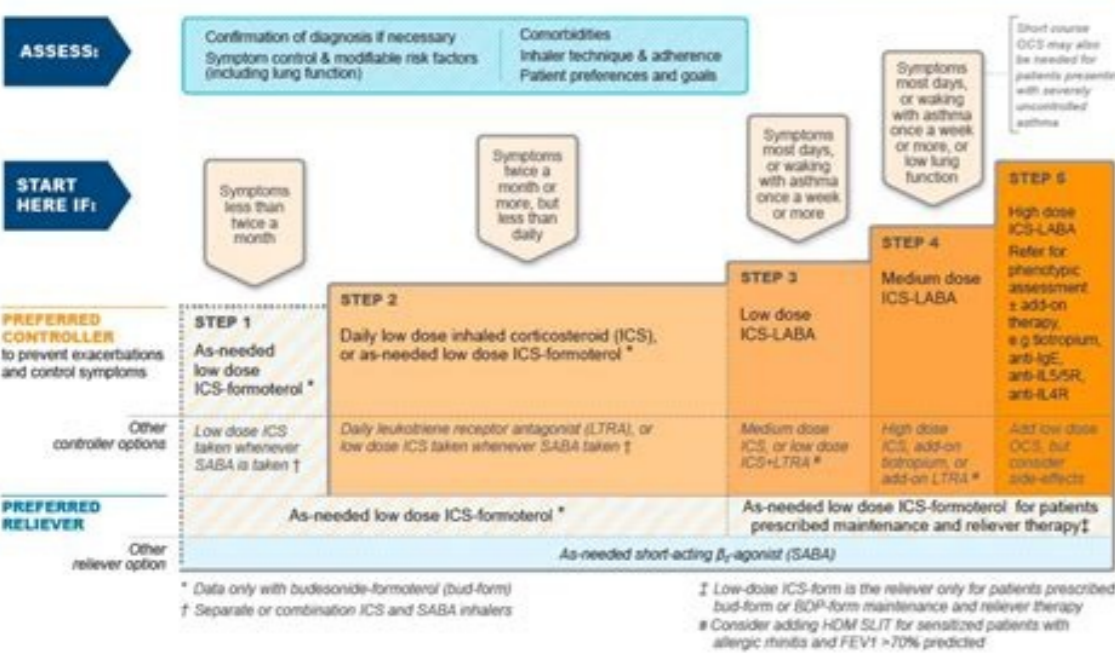 ASSESS:
Confirmation of diagnosis if necessary
Symptom control & modifiable risk factors
(including lung function)
Comorbidities
Inhaler technique & adherence
Patient preferences and goals
Short course
OCS may also
be needed for
patients presentin
with severely
uncontrolled
asthma
START
HERE IF:
Symptoms
less than
twice a
month
Symptoms
twice a
month or
more, but
less than
daily
Symptoms
most days,
or waking
with asthma
once a week
or more
Symptoms
most days,
or waking
with asthma
once a week
or more, or
low lung
function
PREFERRED
CONTROLLER
to prevent exacerbations
and control symptoms
STEP 1
As-needed
low dose
ICS-formoterol *
STEP 2
Daily low dose inhaled corticosteroid (ICS),
or as-needed low dose ICS-formoterol *
STEP 3
Low dose
ICS-LABA
STEP 4
Medium dose
ICS-LABA
STEP 5
High dose
ICS-LABA
Refer for
phenotypic
assessment
± add-on
therapy,
e.g tiotropium,
anti-IgE,
anti-IL5/5R,
anti-IL4R
Other
controller options
Low dose ICS
taken whenever
SABA is taken †
Daily leukotriene receptor antagonist (LTRA), or
low dose ICS taken whenever SABA taken †
Medium dose
ICS, or low dose
ICS+LTRA #
High dose
ICS, add-on
tiotropium, or
add-on LTRA #
Add low dose
OCS, but
consider
side-effects
PREFERRED
RELIEVER
As-needed low dose ICS-formoterol *
As-needed low dose ICS-formoterol for patients
prescribed maintenance and reliever therapy‡
Other
reliever option
As-needed short-acting β₂-agonist (SABA)
* Data only with budesonide-formoterol (bud-form)
† Separate or combination ICS and SABA inhalers
‡ Low-dose ICS-form is the reliever only for patients prescribed
bud-form or BDP-form maintenance and reliever therapy
# Consider adding HDM SLIT for sensitized patients with
allergic rhinitis and FEV1 >70% predicted